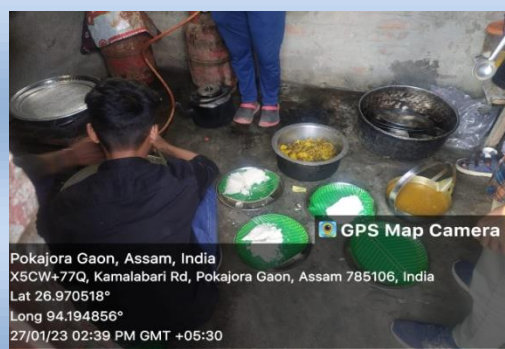 GPS Map Camera
Pokajora Gaon, Assam, India
X5CW+77Q, Kamalabari Rd, Pokajora Gaon, Assam 785106, India
Lat 26.970518°
Long 94.194856°
27/01/23 02:39 PM GMT +05:30